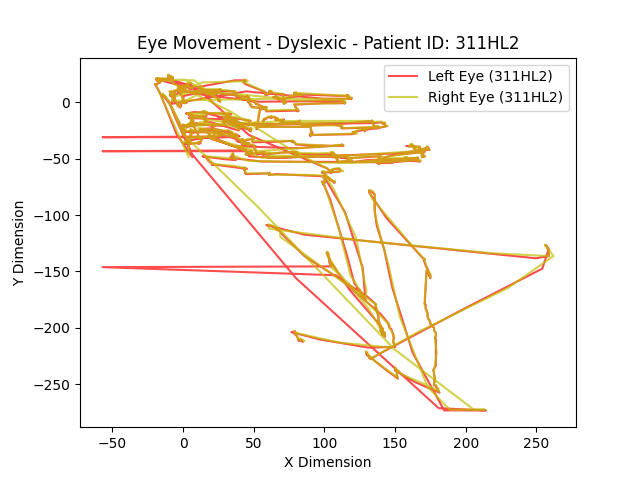 Eye Movement - Dyslexic - Patient ID: 311HL2
Left Eye (311HL2)
Right Eye (311HL2)
0
−50
−100
−150
−200
−250
Y Dimension
−50 0 50 100 150 200 250
X Dimension